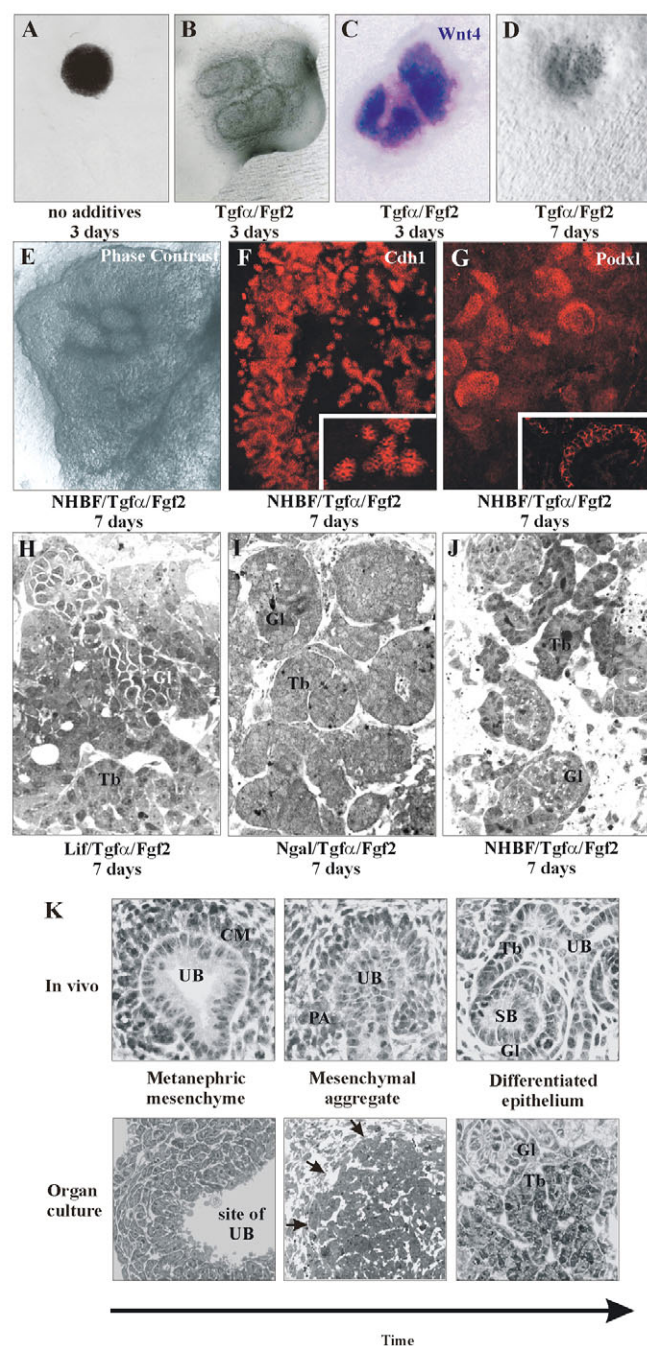 A
B
C
Wnt4
D
no additives
3 days
Tgfα/Fgf2
3 days
Tgfα/Fgf2
3 days
Tgfα/Fgf2
7 days
E
Phase Contrast
F
Cdh1
G
Podxl
NHBF/Tgfα/Fgf2
7 days
NHBF/Tgfα/Fgf2
7 days
NHBF/Tgfα/Fgf2
7 days
H
Gl
Tb
I
Gl
Tb
J
Tb
Gl
Lif/Tgfα/Fgf2
7 days
Ngal/Tgfα/Fgf2
7 days
NHBF/Tgfα/Fgf2
7 days
K
In vivo
CM
UB
UB
PA
Tb
UB
SB
Gl
Metanephric
mesenchyme
Mesenchymal
aggregate
Differentiated
epithelium
Organ
culture
site of
UB
Gl
Tb
Time